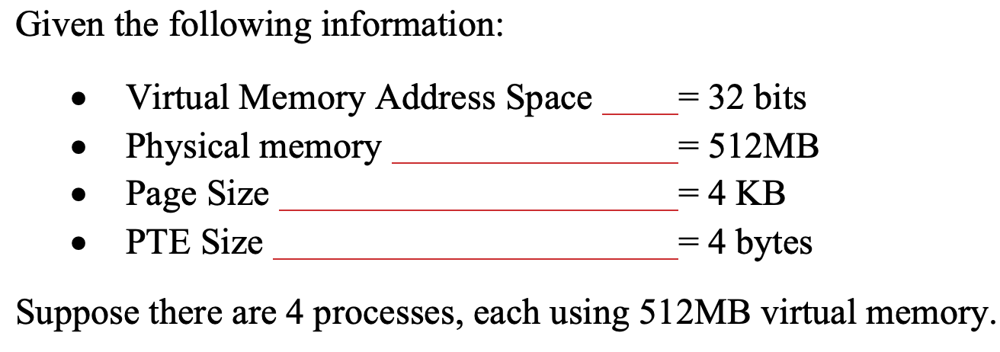 Given the following information:
• Virtual Memory Address Space = 32 bits
• Physical memory = 512MB
• Page Size = 4 KB
• PTE Size = 4 bytes
Suppose there are 4 processes, each using 512MB virtual memory.